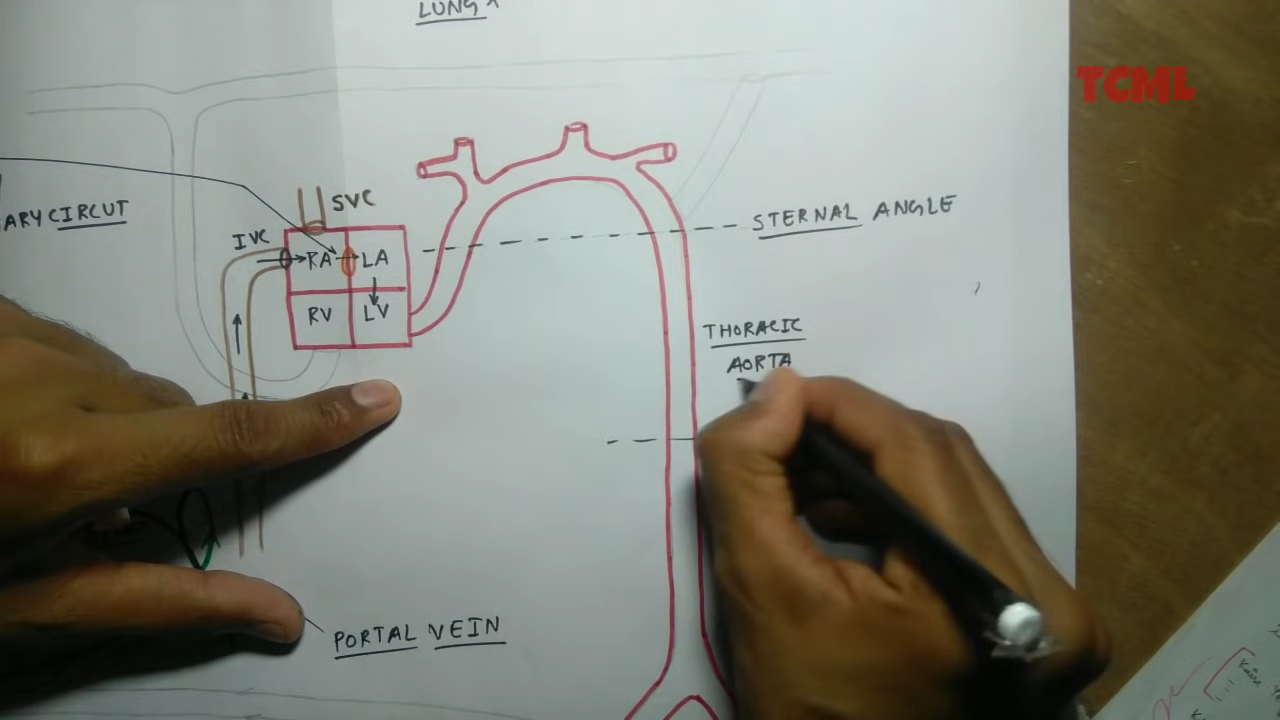 LUNG
TCML
ARY CIRCUT
SVC
STERNAL ANGLE
IVC
RA
LA
RV
LV
THORACIC
AORTA
PORTAL VEIN